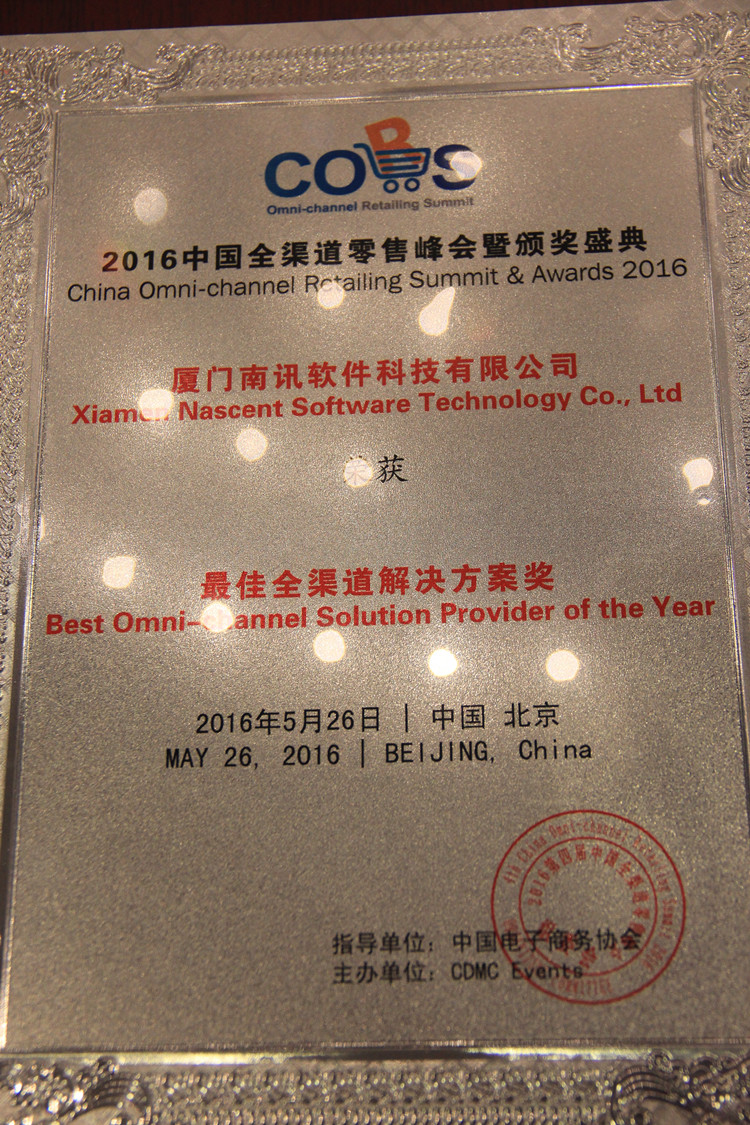 COBS
Omni-channel Retailing Summit
2016中国全渠道零售峰会暨颁奖盛典
China Omni-channel Retailing Summit & Awards 2016
厦门南讯软件科技有限公司
Xiamen Nascent Software Technology Co., Ltd
荣获
最佳全渠道解决方案奖
Best Omni-channel Solution Provider of the Year
2016年5月26日 | 中国 北京
MAY 26, 2016 | BEIJING, China
指导单位：中国电子商务协会
主办单位：CDMC Events